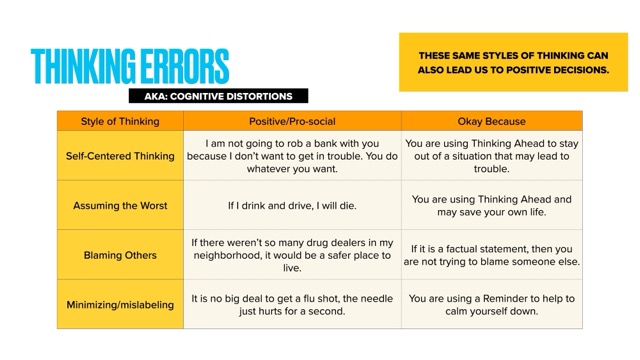 THINKING ERRORS
AKA: COGNITIVE DISTORTIONS
THESE SAME STYLES OF THINKING CAN
ALSO LEAD US TO POSITIVE DECISIONS.
Style of Thinking
Positive/Pro-social
Okay Because
Self-Centered Thinking
I am not going to rob a bank with you
because I don't want to get in trouble. You do
whatever you want.
You are using Thinking Ahead to stay
out of a situation that may lead to
trouble.
Assuming the Worst
If I drink and drive, I will die.
You are using Thinking Ahead and
may save your own life.
Blaming Others
If there weren't so many drug dealers in my
neighborhood, it would be a safer place to
live.
If it is a factual statement, then you
are not trying to blame someone else.
Minimizing/mislabeling
It is no big deal to get a flu shot, the needle
just hurts for a second.
You are using a Reminder to help to
calm yourself down.